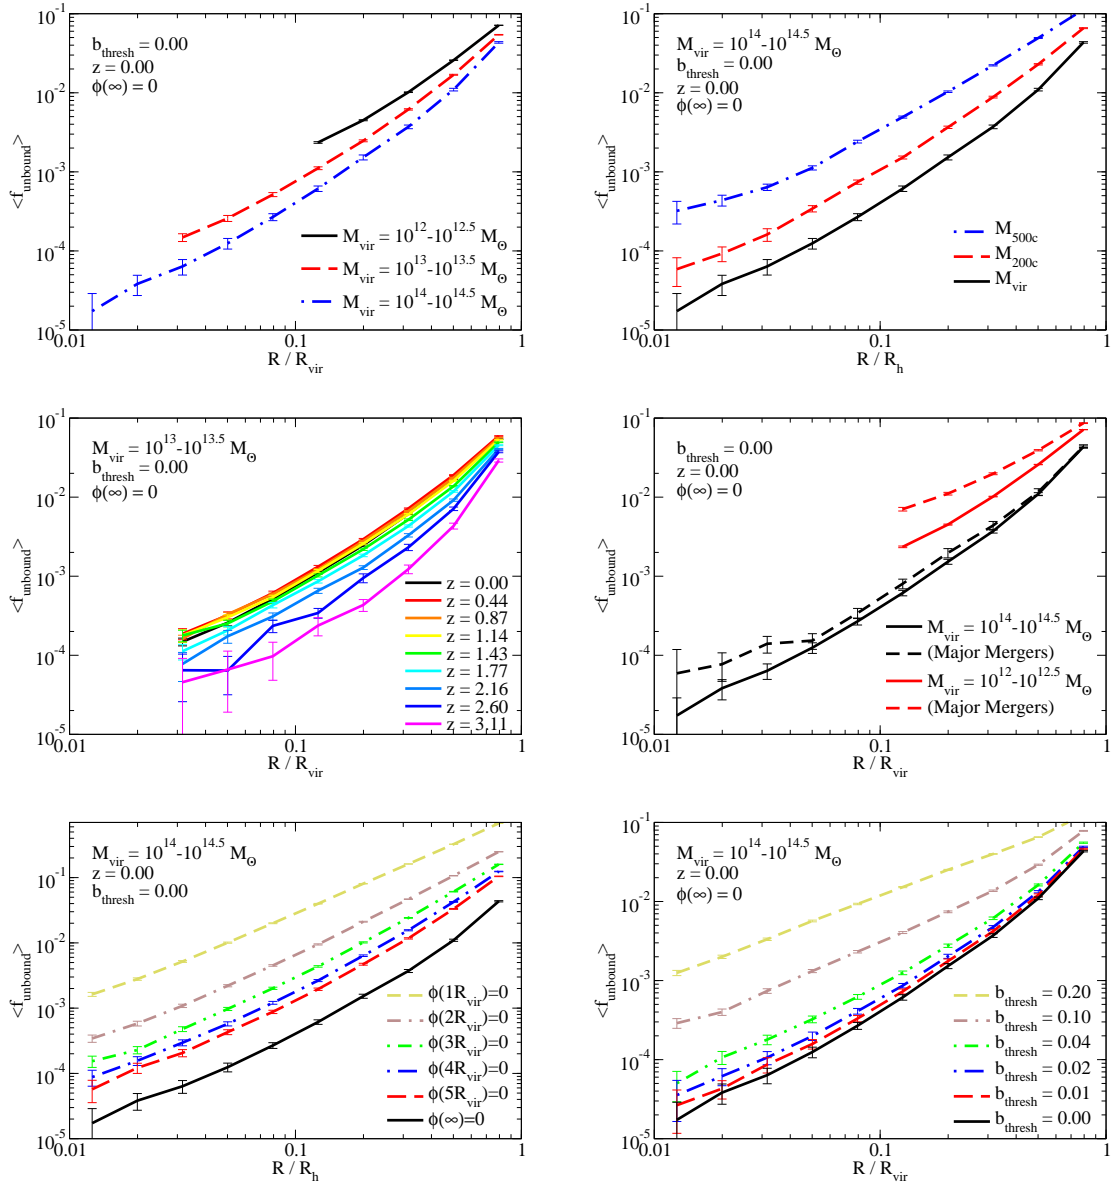 10^-1
10^-2
10^-3
10^-4
10^-5
<f_unbound>
b_thresh = 0.00
z = 0.00
ϕ(∞) = 0
M_vir = 10^12-10^12.5 M_ʘ
M_vir = 10^13-10^13.5 M_ʘ
M_vir = 10^14-10^14.5 M_ʘ
0.01 0.1 1
R / R_vir
10^-1
10^-2
10^-3
10^-4
10^-5
<f_unbound>
M_vir = 10^14-10^14.5 M_ʘ
b_thresh = 0.00
z = 0.00
ϕ(∞) = 0
M_500c
M_200c
M_vir
0.01 0.1 1
R / R_h
10^-1
10^-2
10^-3
10^-4
10^-5
<f_unbound>
M_vir = 10^13-10^13.5 M_ʘ
b_thresh = 0.00
ϕ(∞) = 0
z = 0.00
z = 0.44
z = 0.87
z = 1.14
z = 1.43
z = 1.77
z = 2.16
z = 2.60
z = 3.11
0.01 0.1 1
R / R_vir
10^-1
10^-2
10^-3
10^-4
10^-5
<f_unbound>
b_thresh = 0.00
z = 0.00
ϕ(∞) = 0
M_vir = 10^14-10^14.5 M_ʘ
(Major Mergers)
M_vir = 10^12-10^12.5 M_ʘ
(Major Mergers)
0.01 0.1 1
R / R_vir
10^-1
10^-2
10^-3
10^-4
10^-5
<f_unbound>
M_vir = 10^14-10^14.5 M_ʘ
z = 0.00
b_thresh = 0.00
ϕ(1R_vir)=0
ϕ(2R_vir)=0
ϕ(3R_vir)=0
ϕ(4R_vir)=0
ϕ(5R_vir)=0
ϕ(∞)=0
0.01 0.1 1
R / R_h
10^-1
10^-2
10^-3
10^-4
10^-5
<f_unbound>
M_vir = 10^14-10^14.5 M_ʘ
z = 0.00
ϕ(∞) = 0
b_thresh = 0.20
b_thresh = 0.10
b_thresh = 0.04
b_thresh = 0.02
b_thresh = 0.01
b_thresh = 0.00
0.01 0.1 1
R / R_vir